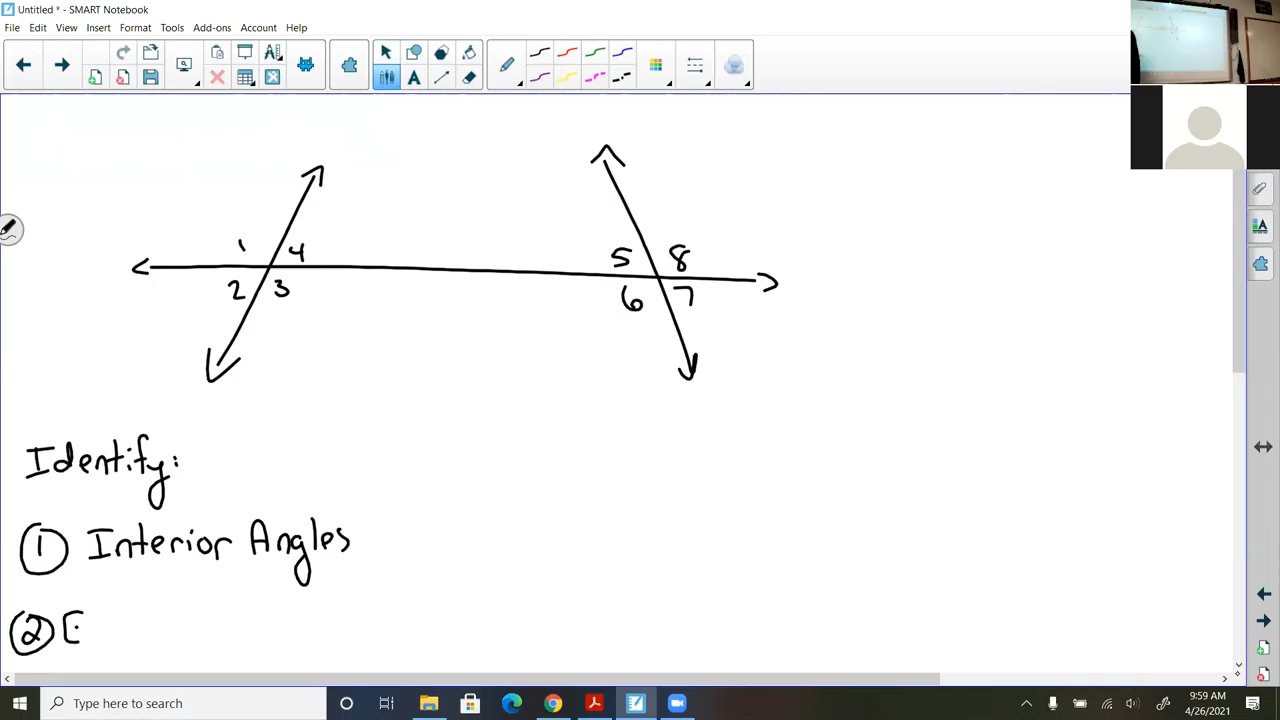 Untitled * - SMART Notebook
File Edit View Insert Format Tools Add-ons Account Help
1 4 5 8
2 3 6 7
Identify:
① Interior Angles
② E
Type here to search
9:59 AM
4/26/2021